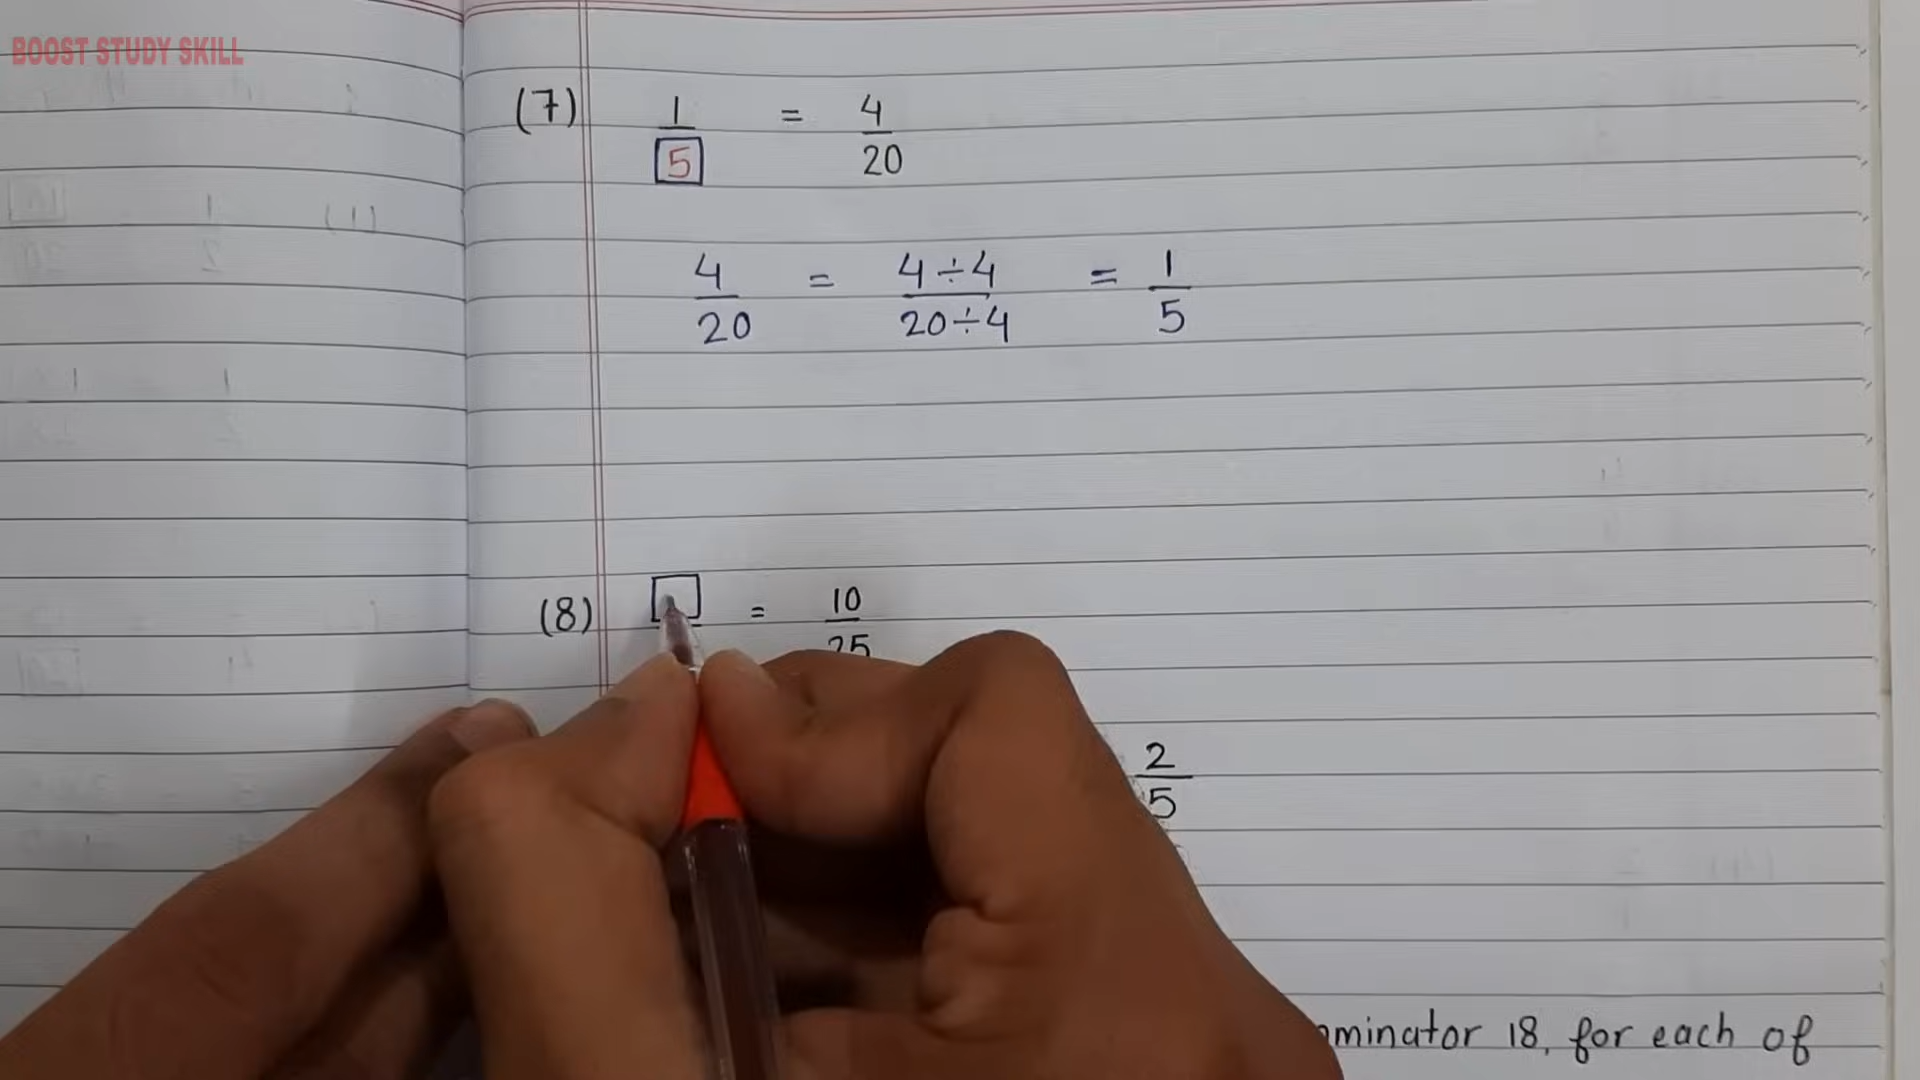 BOOST STUDY SKILL
(7) 1/5 = 4/20
4/20 = 4÷4/20÷4 = 1/5
(8) □ = 10/25
2/5
minator 18, for each of